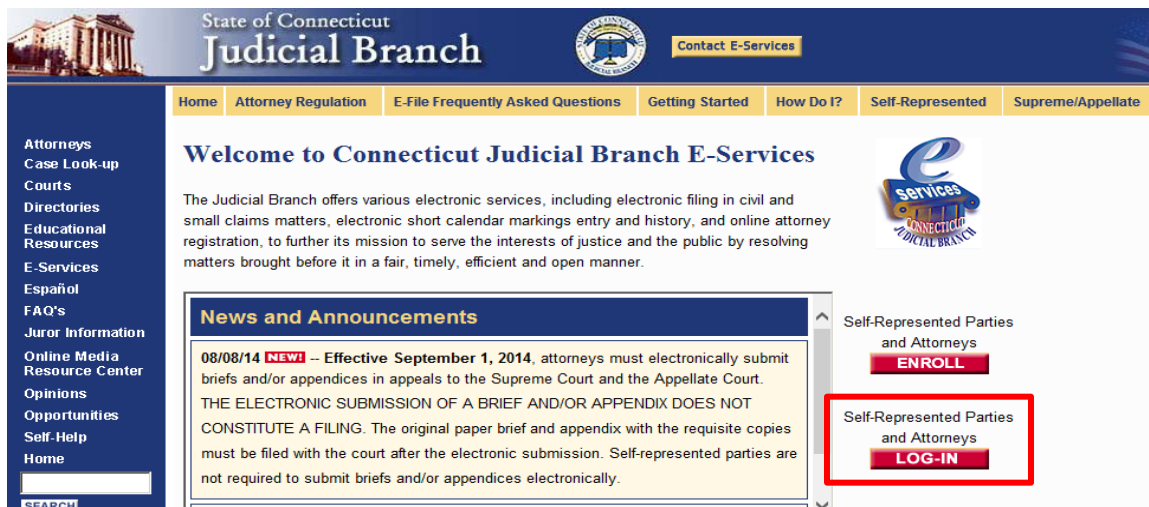 State of Connecticut
Judicial Branch
Contact E-Services
Home
Attorney Regulation
E-File Frequently Asked Questions
Getting Started
How Do I?
Self-Represented
Supreme/Appellate
Attorneys
Case Look-up
Courts
Directories
Educational
Resources
E-Services
Español
FAQ's
Juror Information
Online Media
Resource Center
Opinions
Opportunities
Self-Help
Home
SEARCH
Welcome to Connecticut Judicial Branch E-Services
The Judicial Branch offers various electronic services, including electronic filing in civil and
small claims matters, electronic short calendar markings entry and history, and online attorney
registration, to further its mission to serve the interests of justice and the public by resolving
matters brought before it in a fair, timely, efficient and open manner.
e
services
CONNECTICUT
JUDICIAL BRANCH
News and Announcements
08/08/14 NEW! -- Effective September 1, 2014, attorneys must electronically submit
briefs and/or appendices in appeals to the Supreme Court and the Appellate Court.
THE ELECTRONIC SUBMISSION OF A BRIEF AND/OR APPENDIX DOES NOT
CONSTITUTE A FILING. The original paper brief and appendix with the requisite copies
must be filed with the court after the electronic submission. Self-represented parties are
not required to submit briefs and/or appendices electronically.
Self-Represented Parties
and Attorneys
ENROLL
Self-Represented Parties
and Attorneys
LOG-IN